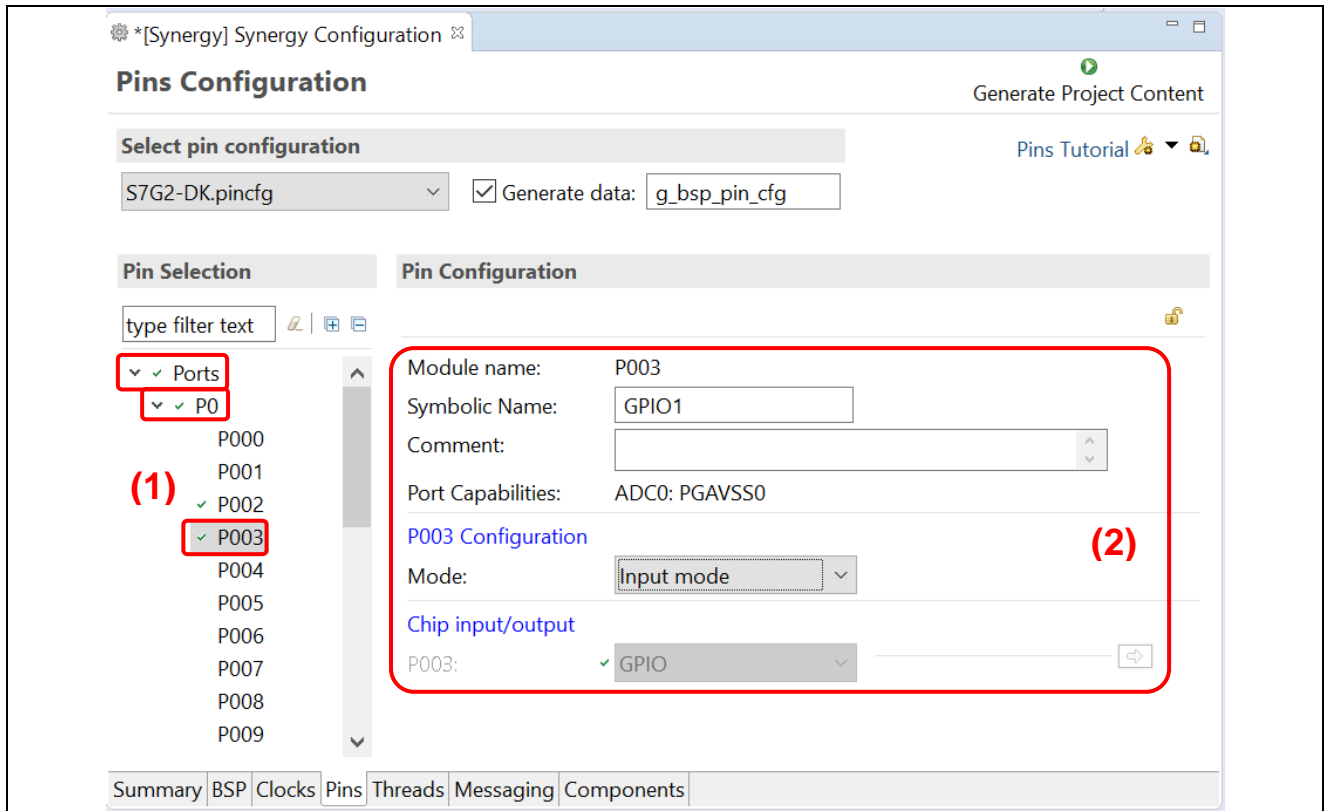 *[Synergy] Synergy Configuration
Pins Configuration
Generate Project Content
Select pin configuration
Pins Tutorial
S7G2-DK.pincfg
Generate data: g_bsp_pin_cfg
Pin Selection
Pin Configuration
type filter text
Ports
P0
P000
P001
P002
P003
P004
P005
P006
P007
P008
P009
(1)
Module name: P003
Symbolic Name: GPIO1
Comment:
Port Capabilities: ADC0: PGAVSS0
P003 Configuration
Mode: Input mode
Chip input/output
P003: GPIO
(2)
Summary BSP Clocks Pins Threads Messaging Components